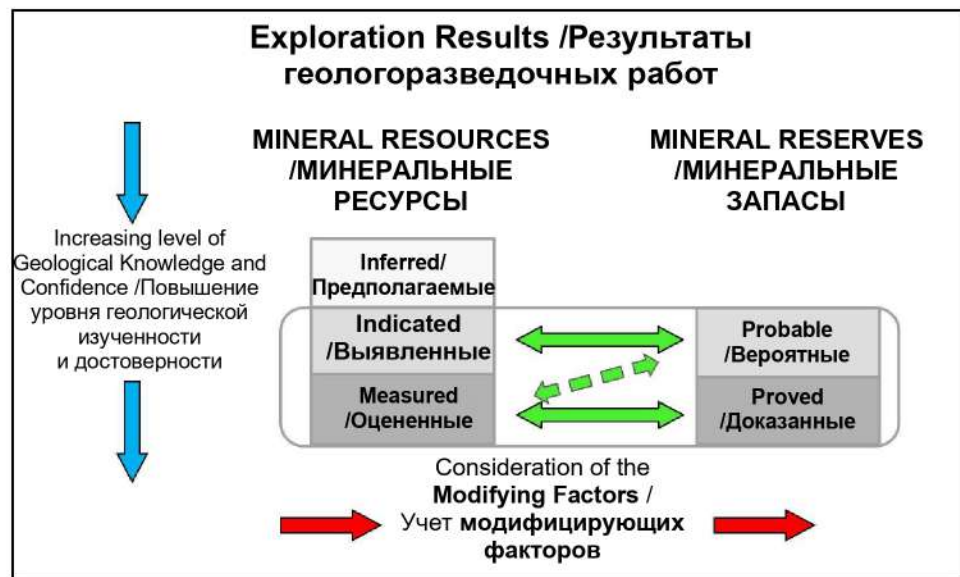 Exploration Results /Результаты
геологоразведочных работ
MINERAL RESOURCES
/МИНЕРАЛЬНЫЕ
РЕСУРСЫ
MINERAL RESERVES
/МИНЕРАЛЬНЫЕ
ЗАПАСЫ
Increasing level of
Geological Knowledge and
Confidence /Повышение
уровня геологической
изученности
и достоверности
Inferred/
Предполагаемые
Indicated
/Выявленные
Measured
/Оцененные
Probable
/Вероятные
Proved
/Доказанные
Consideration of the
Modifying Factors /
Учет модифицирующих
факторов